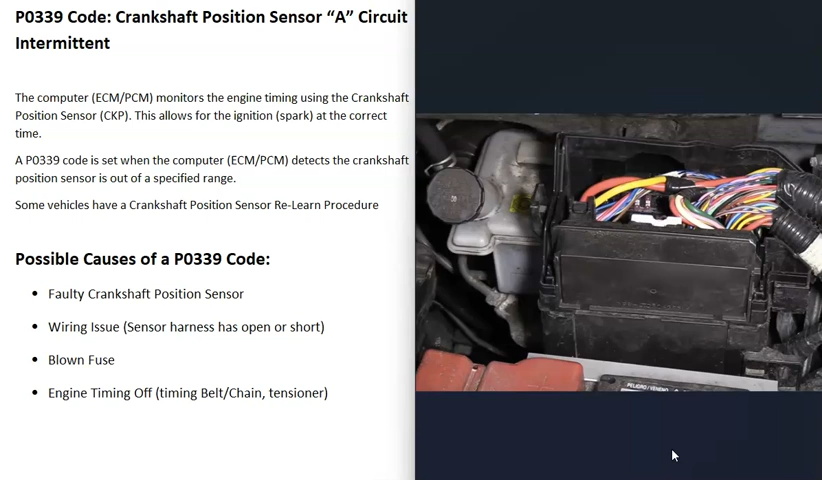 P0339 Code: Crankshaft Position Sensor “A” Circuit
Intermittent
The computer (ECM/PCM) monitors the engine timing using the Crankshaft
Position Sensor (CKP). This allows for the ignition (spark) at the correct
time.
A P0339 code is set when the computer (ECM/PCM) detects the crankshaft
position sensor is out of a specified range.
Some vehicles have a Crankshaft Position Sensor Re-Learn Procedure
Possible Causes of a P0339 Code:
• Faulty Crankshaft Position Sensor
• Wiring Issue (Sensor harness has open or short)
• Blown Fuse
• Engine Timing Off (timing Belt/Chain, tensioner)
PELIGRO/VENENO